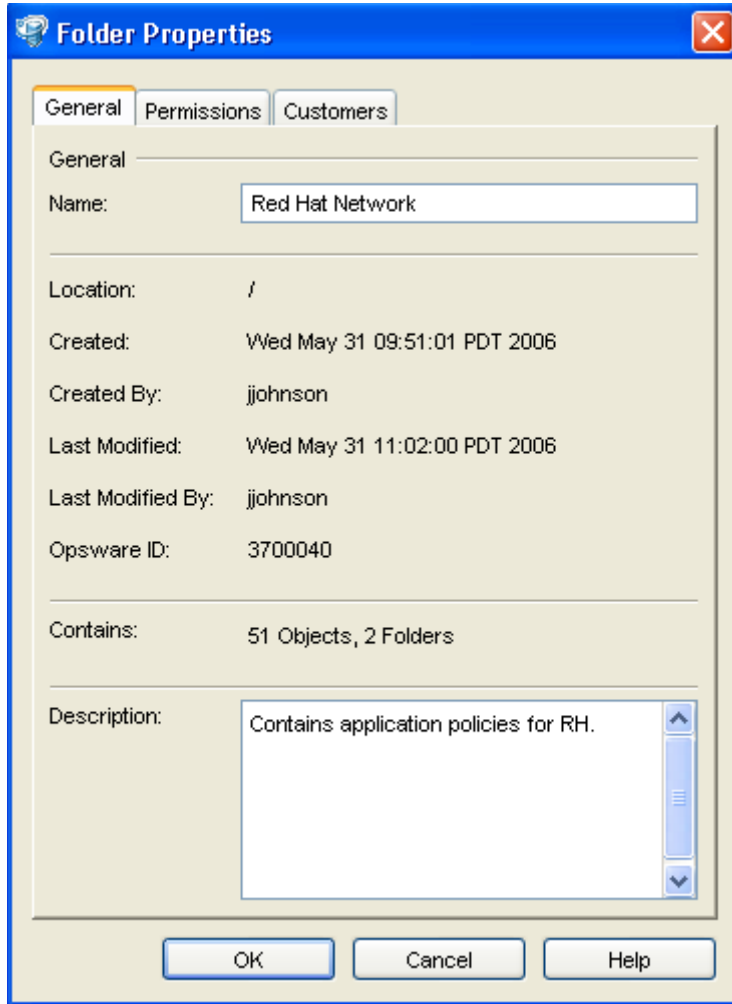 Folder Properties
General Permissions Customers
General
Name: Red Hat Network
Location: /
Created: Wed May 31 09:51:01 PDT 2006
Created By: jjohnson
Last Modified: Wed May 31 11:02:00 PDT 2006
Last Modified By: jjohnson
Opsware ID: 3700040
Contains: 51 Objects, 2 Folders
Description: Contains application policies for RH.
OK Cancel Help